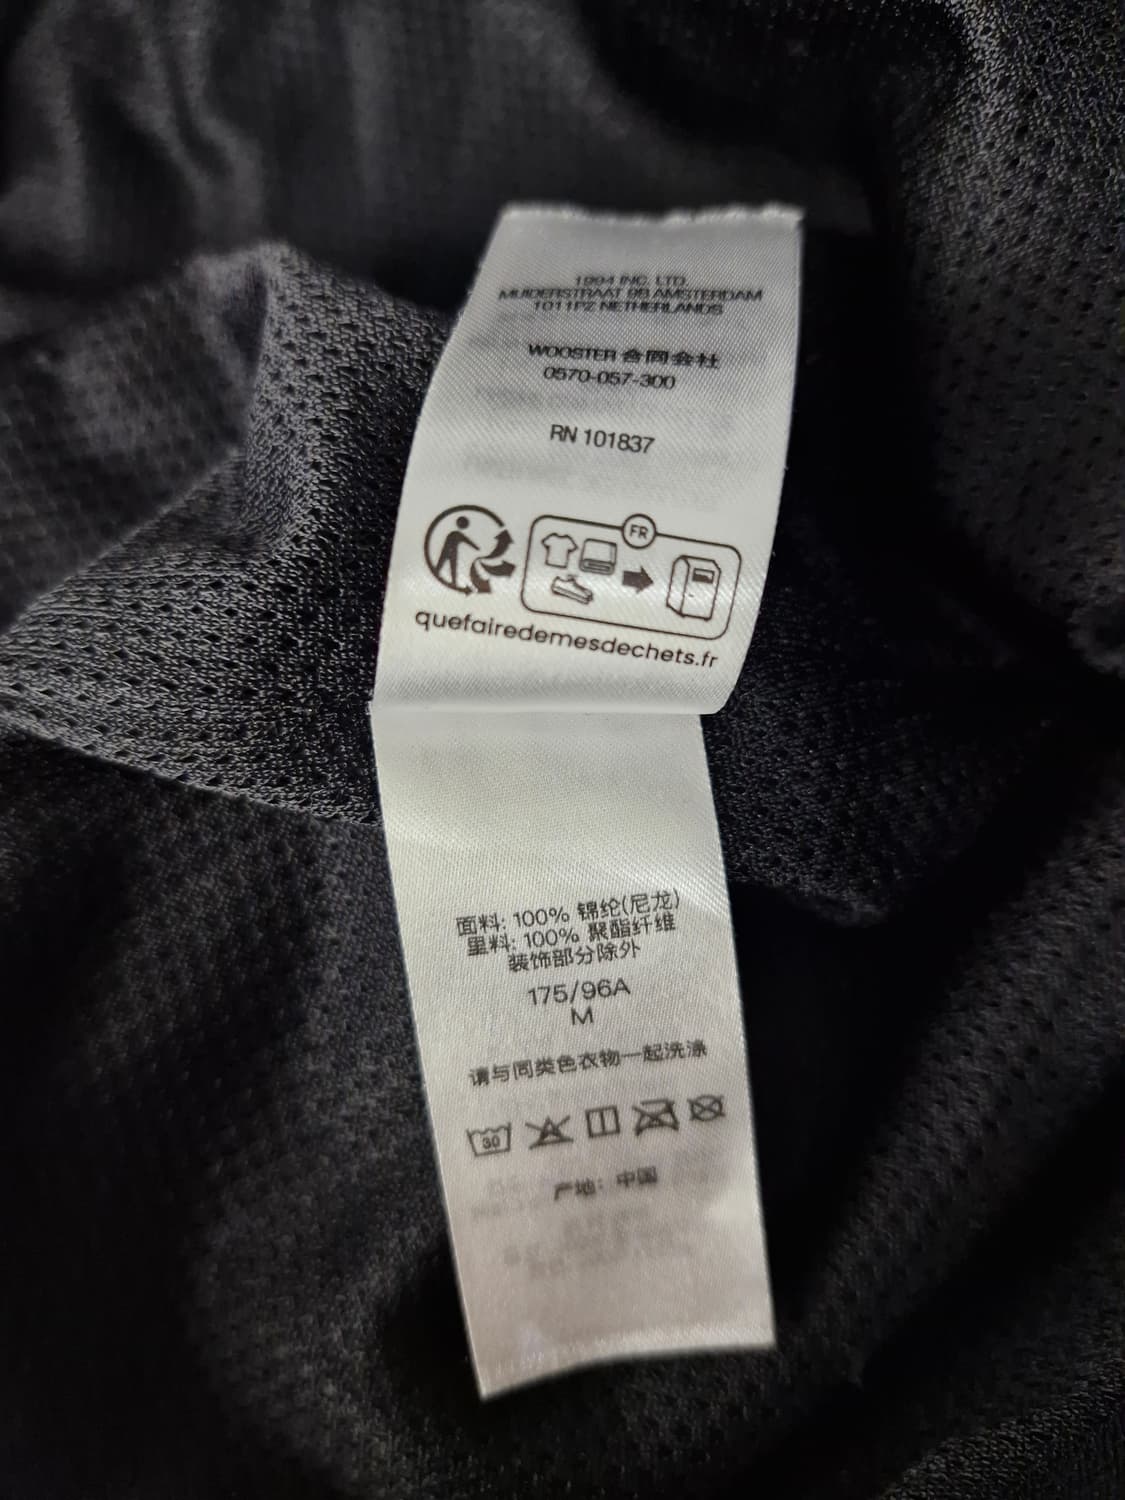 1994 INC. LTD.
MUIDERSTRAAT 9B AMSTERDAM
1011PZ NETHERLANDS
WOOSTER 合同会社
0570-057-300
RN 101837
FR
quefairedemesdechets.fr
面料: 100% 锦纶(尼龙)
里料: 100% 聚酯纤维
装饰部分除外
175/96A
M
请与同类色衣物一起洗涤
30
产地：中国